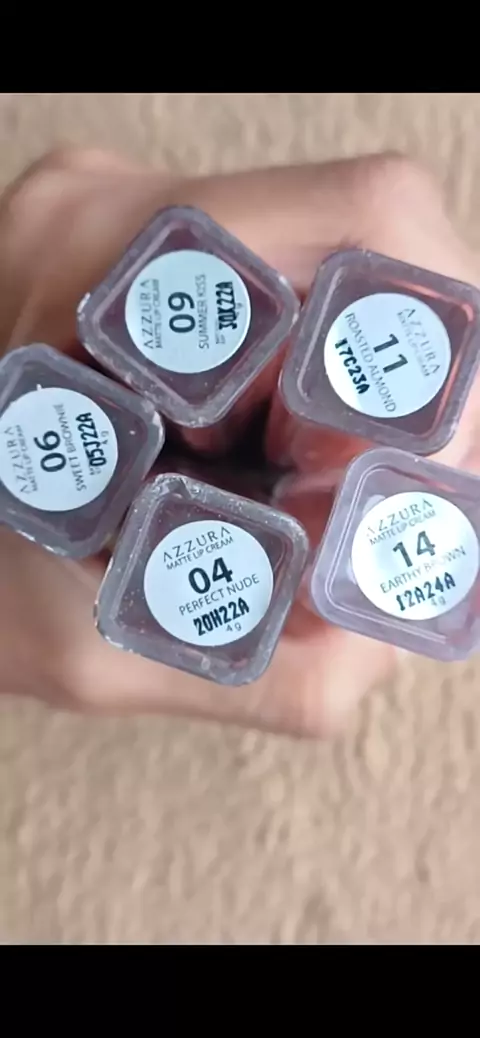 AZZURA
MATTE LIP CREAM
09
SUMMER KISS
AZZURA
MATTE LIP CREAM
11
ROASTED ALMOND
17C23A
AZZURA
MATTE LIP CREAM
06
SWEET BROWNIE
05J22A
4 g
AZZURA
MATTE LIP CREAM
04
PERFECT NUDE
20H22A
4 g
AZZURA
MATTE LIP CREAM
14
EARTHY BROWN
12A24A
4 g